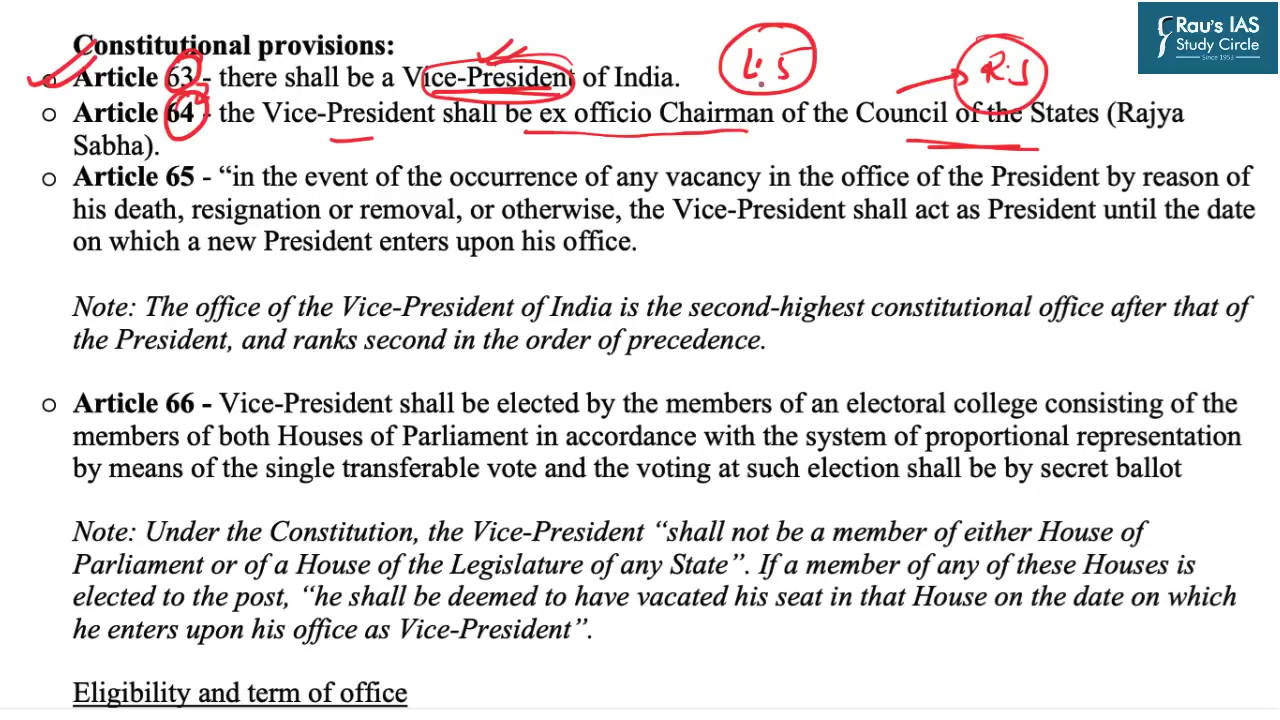 Rau's IAS
Study Circle
Since 1953
Constitutional provisions:
L.S
R.S
Article 63 - there shall be a Vice-President of India.
Article 64 - the Vice-President shall be ex officio Chairman of the Council of the States (Rajya
Sabha).
Article 65 - “in the event of the occurrence of any vacancy in the office of the President by reason of
his death, resignation or removal, or otherwise, the Vice-President shall act as President until the date
on which a new President enters upon his office.
Note: The office of the Vice-President of India is the second-highest constitutional office after that of
the President, and ranks second in the order of precedence.
Article 66 - Vice-President shall be elected by the members of an electoral college consisting of the
members of both Houses of Parliament in accordance with the system of proportional representation
by means of the single transferable vote and the voting at such election shall be by secret ballot
Note: Under the Constitution, the Vice-President “shall not be a member of either House of
Parliament or of a House of the Legislature of any State”. If a member of any of these Houses is
elected to the post, “he shall be deemed to have vacated his seat in that House on the date on which
he enters upon his office as Vice-President”.
Eligibility and term of office